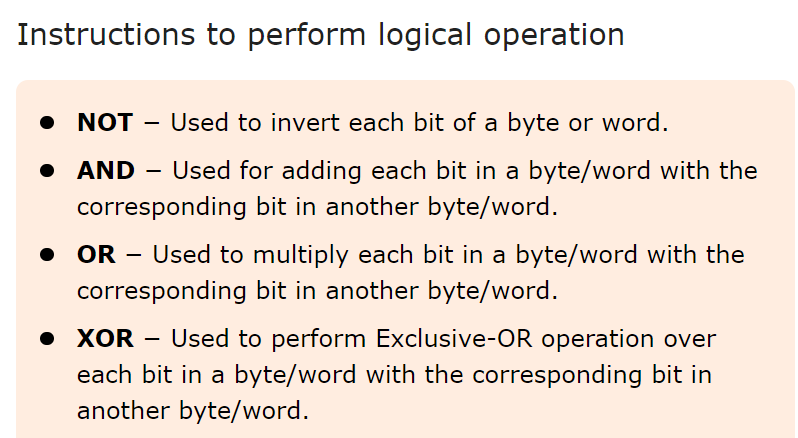 Instructions to perform logical operation
● NOT − Used to invert each bit of a byte or word.
● AND − Used for adding each bit in a byte/word with the
corresponding bit in another byte/word.
● OR − Used to multiply each bit in a byte/word with the
corresponding bit in another byte/word.
● XOR − Used to perform Exclusive-OR operation over
each bit in a byte/word with the corresponding bit in
another byte/word.